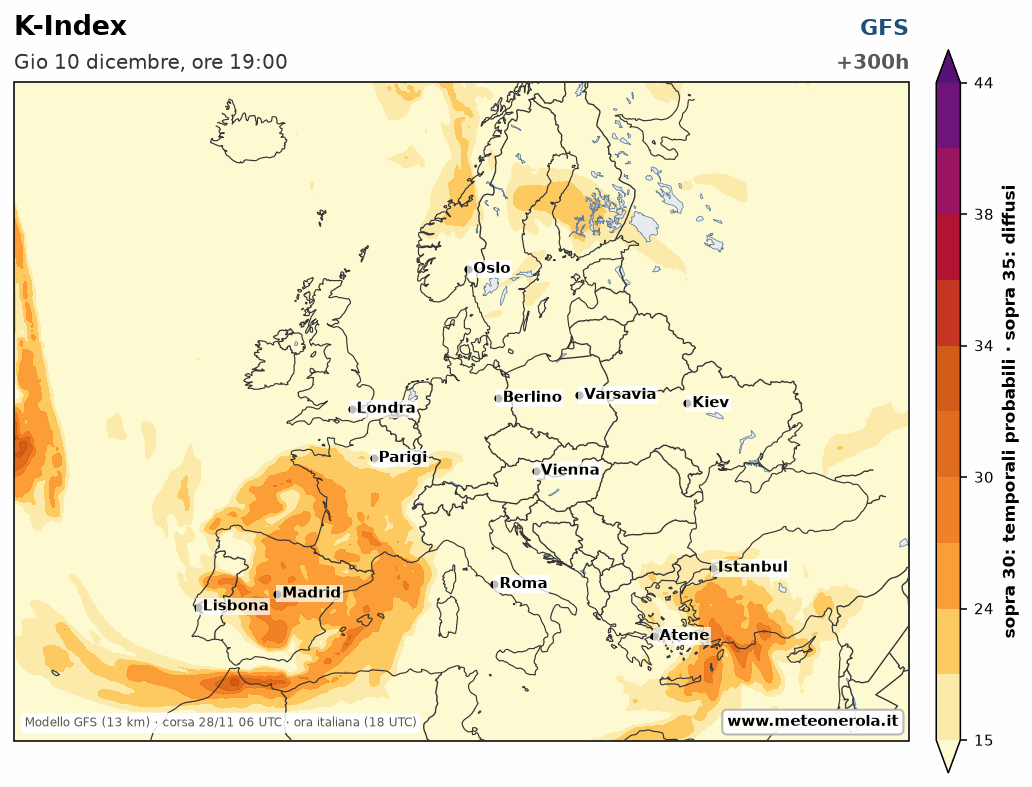 K-Index
GFS
Gio 10 dicembre, ore 19:00
+300h
44
38
34
30
24
15
sopra 30: temporali probabili · sopra 35: diffusi
Oslo
Berlino
Varsavia
Kiev
Londra
Parigi
Vienna
Istanbul
Roma
Madrid
Lisbona
Atene
Modello GFS (13 km) · corsa 28/11 06 UTC · ora italiana (18 UTC)
www.meteonerola.it